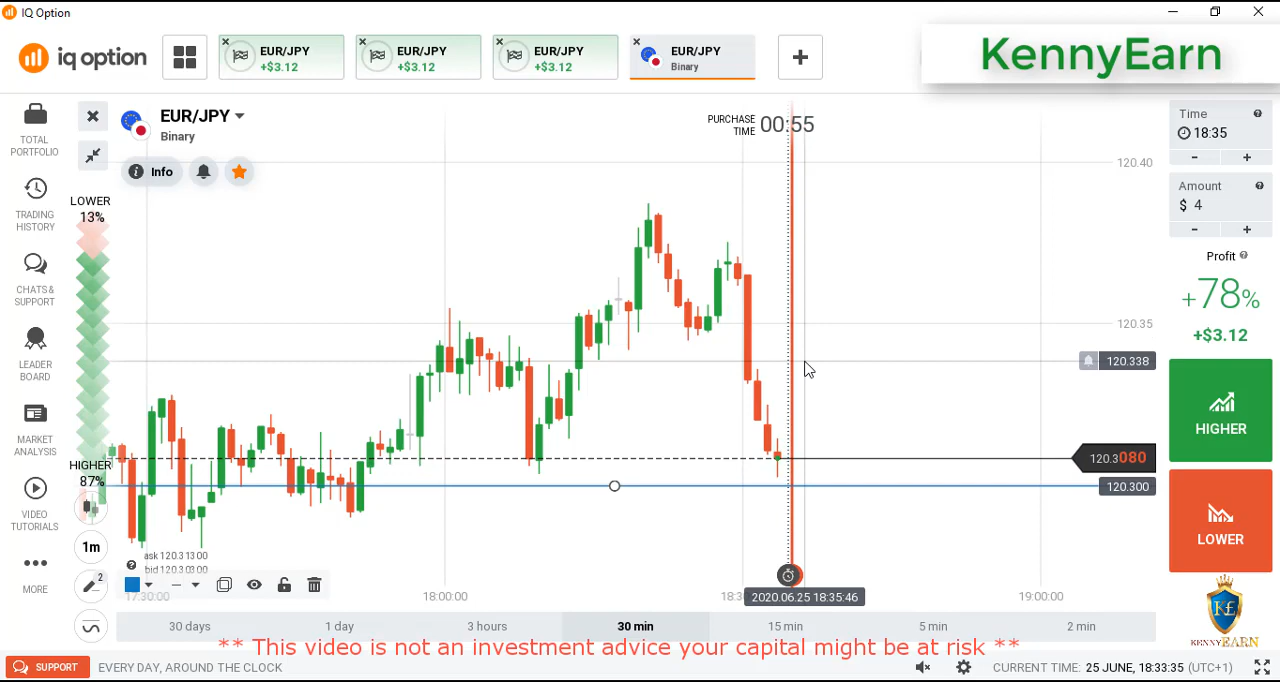 IQ Option
iq option
EUR/JPY
+$3.12
EUR/JPY
+$3.12
EUR/JPY
+$3.12
EUR/JPY
Binary
KennyEarn
TOTAL
PORTFOLIO
TRADING
HISTORY
CHATS &
SUPPORT
LEADER
BOARD
MARKET
ANALYSIS
VIDEO
TUTORIALS
MORE
EUR/JPY
Binary
Info
LOWER
13%
HIGHER
87%
1m
2
PURCHASE
TIME
00:55
120.40
120.35
120.338
120.3080
120.300
ask 120.313 00
bid 120.303 00
17:30:00
18:00:00
18:3
19:00:00
2020.06.25 18:35:46
30 days
1 day
3 hours
30 min
15 min
5 min
2 min
Time
18:35
- +
Amount
$ 4
- +
Profit
+78%
+$3.12
HIGHER
LOWER
K£
KENNYEARN
** This video is not an investment advice your capital might be at risk **
SUPPORT
EVERY DAY, AROUND THE CLOCK
CURRENT TIME: 25 JUNE, 18:33:35 (UTC+1)